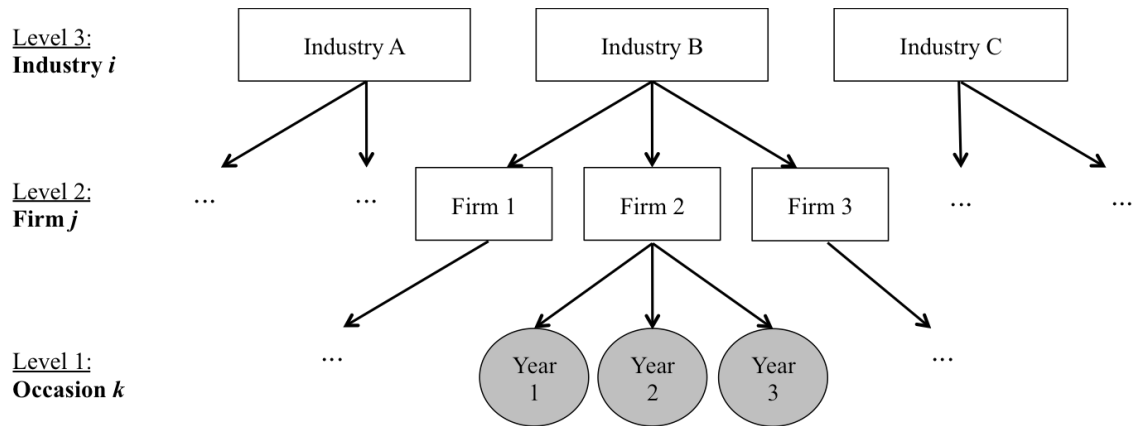 Level 3:
Industry i
Industry A
Industry B
Industry C
Level 2:
Firm j
...
...
Firm 1
Firm 2
Firm 3
...
...
Level 1:
Occasion k
...
Year
1
Year
2
Year
3
...